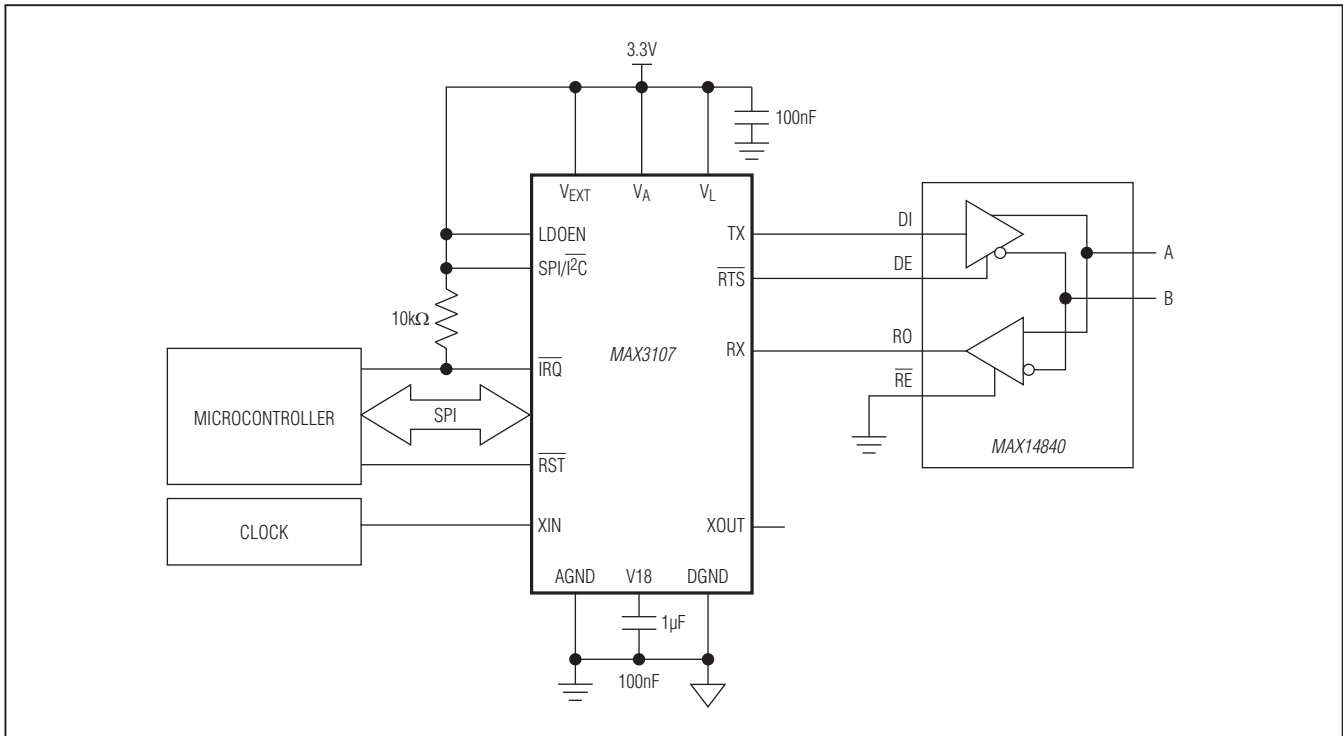 3.3V
100nF
VEXT
VA
VL
LDOEN
SPI/I²C
10kΩ
IRQ
MICROCONTROLLER
SPI
RST
CLOCK
XIN
MAX3107
TX
RTS
RX
XOUT
AGND
V18
DGND
1µF
100nF
DI
DE
RO
RE
MAX14840
A
B